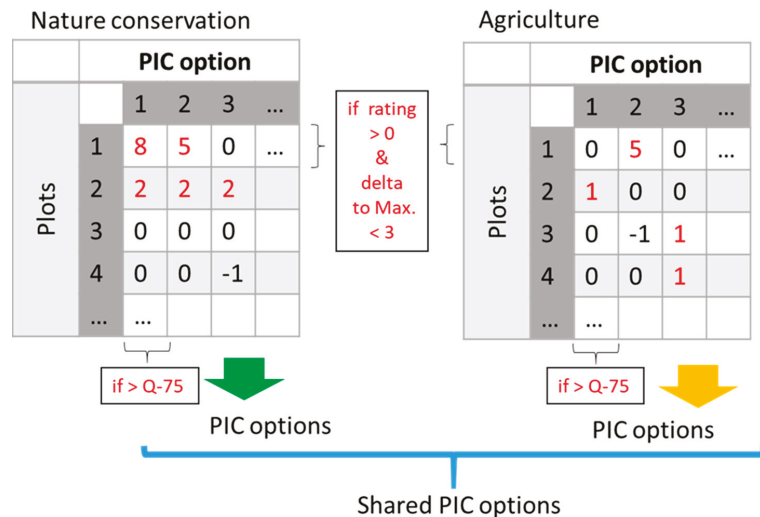 Nature conservation
PIC option
1 2 3 ...
Plots
1 8 5 0 ...
2 2 2 2
3 0 0 0
4 0 0 -1
... ...
if > Q-75
PIC options
if rating
> 0
&
delta
to Max.
< 3
Agriculture
PIC option
1 2 3 ...
Plots
1 0 5 0 ...
2 1 0 0
3 0 -1 1
4 0 0 1
... ...
if > Q-75
PIC options
Shared PIC options